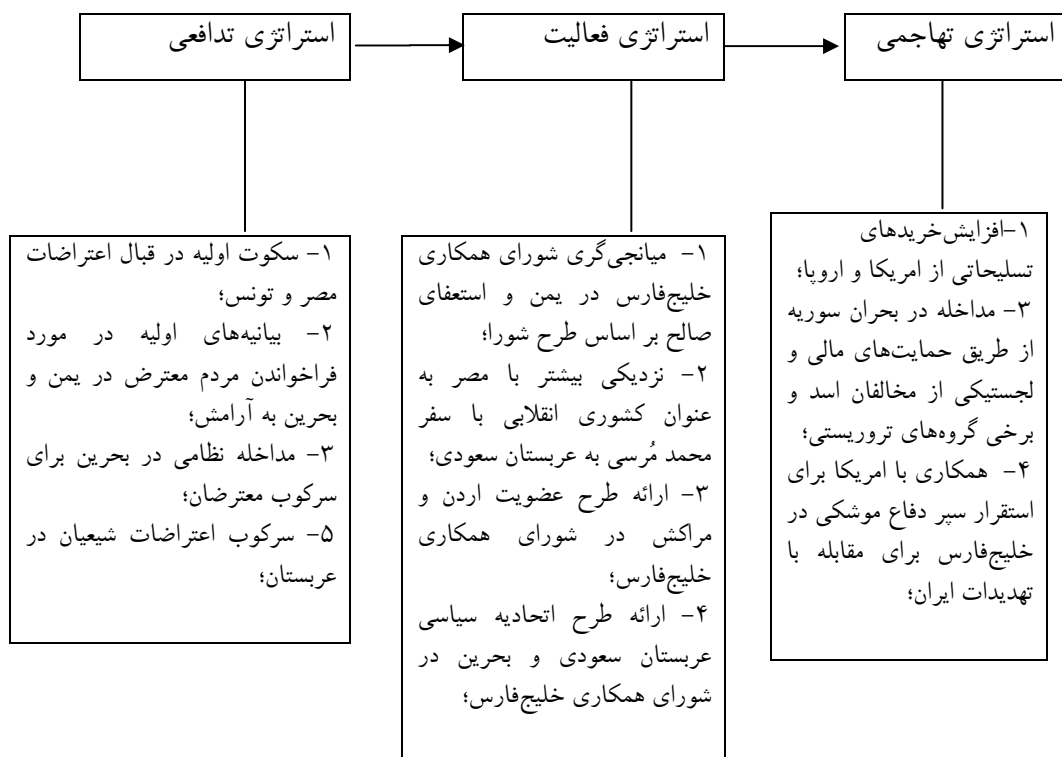 استراتژی تدافعی
استراتژی فعالیت
استراتژی تهاجمی
۱- سکوت اولیه در قبال اعتراضات
مصر و تونس؛
۲- بیانیه‌های اولیه در مورد
فراخواندن مردم معترض در یمن و
بحرین به آرامش؛
۳- مداخله نظامی در بحرین برای
سرکوب معترضان؛
۵- سرکوب اعتراضات شیعیان در
عربستان؛
۱- میانجی‌گری شورای همکاری
خلیج‌فارس در یمن و استعفای
صالح بر اساس طرح شورا؛
۲- نزدیکی بیشتر با مصر به
عنوان کشوری انقلابی با سفر
محمد مُرسی به عربستان سعودی؛
۳- ارائه طرح عضویت اردن و
مراکش در شورای همکاری
خلیج‌فارس؛
۴- ارائه طرح اتحادیه سیاسی
عربستان سعودی و بحرین در
شورای همکاری خلیج‌فارس؛
۱-افزایش‌خریدهای
تسلیحاتی از امریکا و اروپا؛
۳- مداخله در بحران سوریه
از طریق حمایت‌های مالی و
لجستیکی از مخالفان اسد و
برخی گروه‌های تروریستی؛
۴- همکاری با امریکا برای
استقرار سپر دفاع موشکی در
خلیج‌فارس برای مقابله با
تهدیدات ایران؛